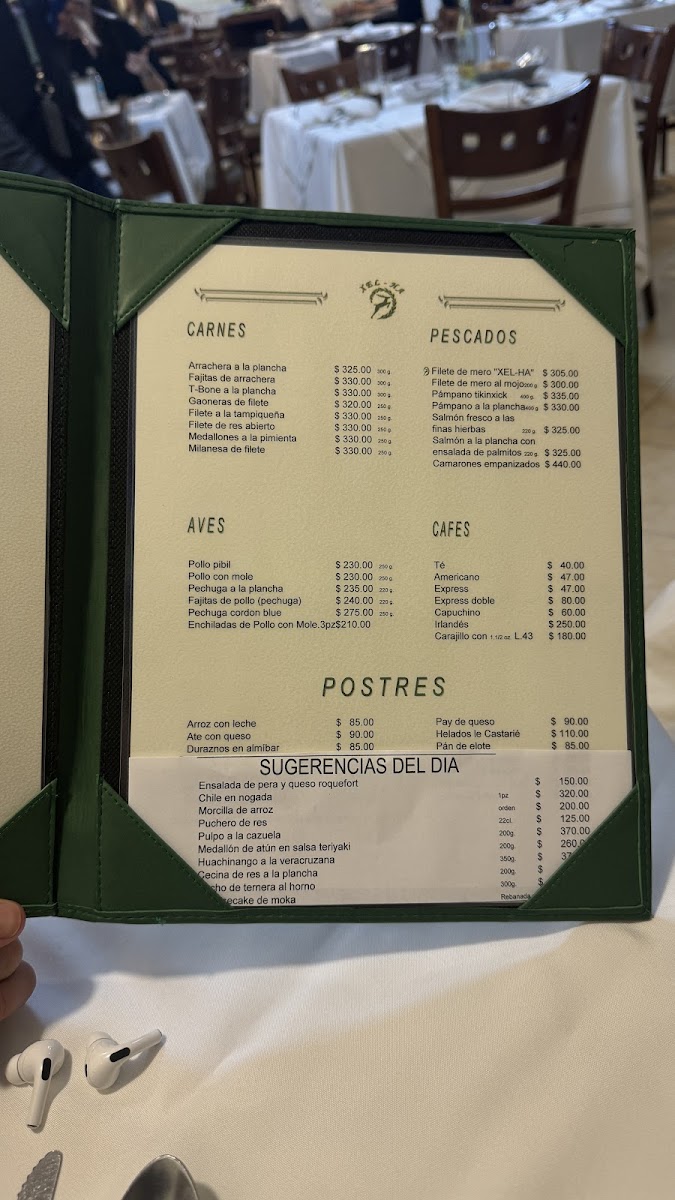 XEL-HA
CARNES
Arrachera a la plancha $ 325.00 300 g.
Fajitas de arrachera $ 330.00 300 g.
T-Bone a la plancha $ 330.00 300 g.
Gaoneras de filete $ 320.00 250 g.
Filete a la tampiqueña $ 330.00 250 g.
Filete de res abierto $ 330.00 250 g.
Medallones a la pimienta $ 330.00 250 g.
Milanesa de filete $ 330.00 250 g.
PESCADOS
Filete de mero "XEL-HA" $ 305.00
Filete de mero al mojo 200 g. $ 300.00
Pámpano tikinxick 400 g. $ 335.00
Pámpano a la plancha 400 g. $ 330.00
Salmón fresco a las
finas hierbas 220 g. $ 325.00
Salmón a la plancha con
ensalada de palmitos 220 g. $ 325.00
Camarones empanizados $ 440.00
AVES
Pollo pibil $ 230.00 250 g.
Pollo con mole $ 230.00 250 g.
Pechuga a la plancha $ 235.00 220 g.
Fajitas de pollo (pechuga) $ 240.00 220 g.
Pechuga cordon blue $ 275.00 250 g.
Enchiladas de Pollo con Mole.3pz$210.00
CAFES
Té $ 40.00
Americano $ 47.00
Express $ 47.00
Express doble $ 80.00
Capuchino $ 60.00
Irlandés $ 250.00
Carajillo con 1.1/2 oz. L.43 $ 180.00
POSTRES
Arroz con leche $ 85.00
Ate con queso $ 90.00
Duraznos en almíbar $ 85.00
Pay de queso $ 90.00
Helados le Castarié $ 110.00
Pán de elote $ 85.00
SUGERENCIAS DEL DIA
Ensalada de pera y queso roquefort $ 150.00
Chile en nogada 1pz $ 320.00
Morcilla de arroz orden $ 200.00
Puchero de res 22cl. $ 125.00
Pulpo a la cazuela 200g. $ 370.00
Medallón de atún en salsa teriyaki 200g. $ 260.0
Huachinango a la veracruzana 350g. $ 37
Cecina de res a la plancha 200g. $
cho de ternera al horno 300g. $
ecake de moka Rebanada